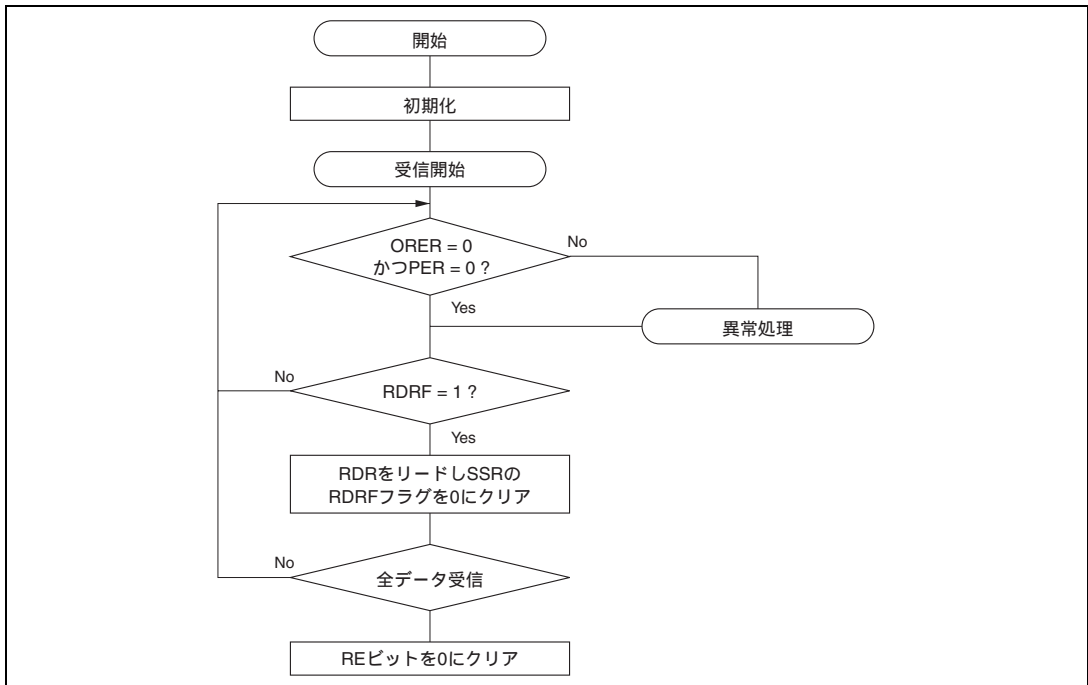 開始
初期化
受信開始
ORER = 0
かつPER = 0 ?
No
Yes
異常処理
No
RDRF = 1 ?
Yes
RDRをリードしSSRの
RDRFフラグを0にクリア
No
全データ受信
REビットを0にクリア